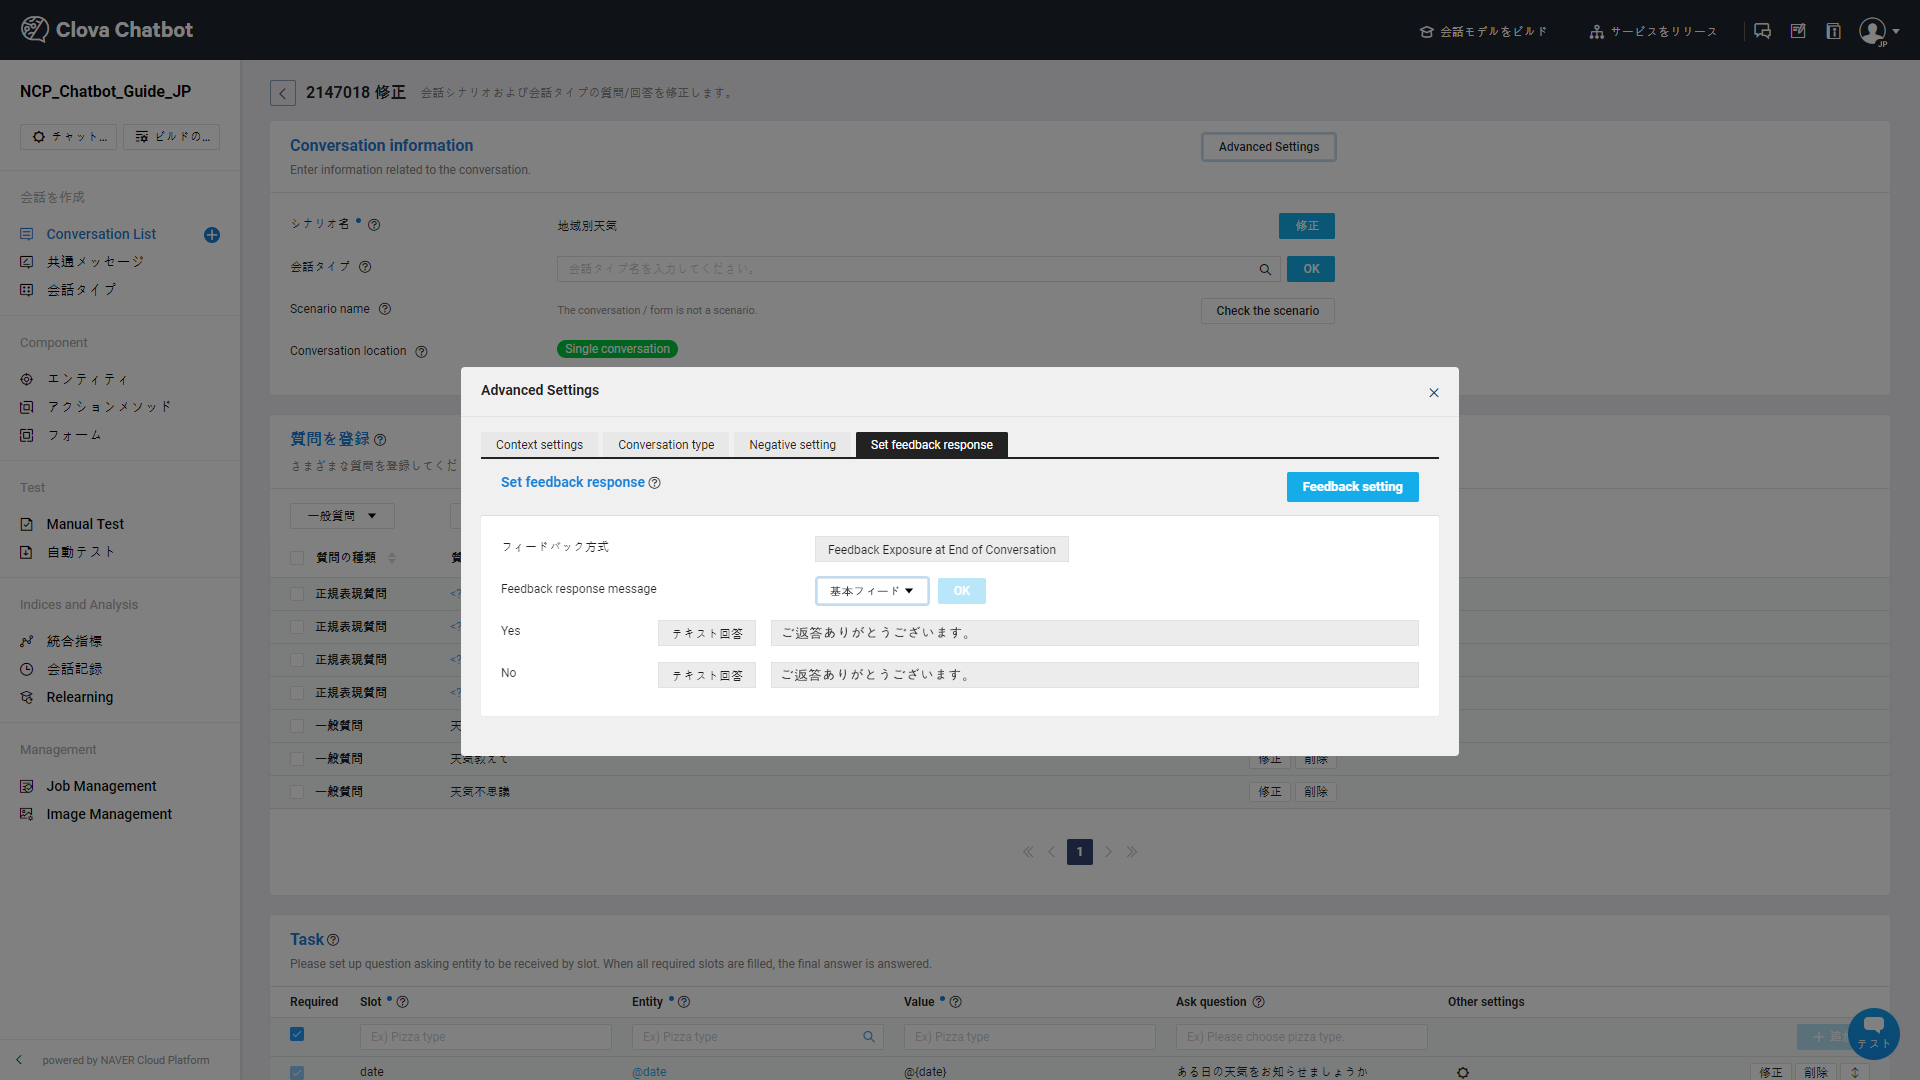 Clova Chatbot
会話モデルをビルド
サービスをリリース
JP
NCP_Chatbot_Guide_JP
チャット...
ビルドの...
会話を作成
Conversation List
共通メッセージ
会話タイプ
Component
エンティティ
アクションメソッド
フォーム
Test
Manual Test
自動テスト
Indices and Analysis
統合指標
会話記録
Relearning
Management
Job Management
Image Management
powered by NAVER Cloud Platform
2147018 修正
会話シナリオおよび会話タイプの質問/回答を修正します。
Conversation information
Advanced Settings
Enter information related to the conversation.
シナリオ名
地域別天気
修正
会話タイプ
会話タイプ名を入力してください。
OK
Scenario name
The conversation / form is not a scenario.
Check the scenario
Conversation location
Single conversation
質問を登録
さまざまな質問を登録してくだ
一般質問
質問の種類
正規表現質問
<?
正規表現質問
<?
正規表現質問
<?
正規表現質問
<?
一般質問
天
一般質問
天気教えて
修正
削除
一般質問
天気不思議
修正
削除
1
Advanced Settings
Context settings
Conversation type
Negative setting
Set feedback response
Set feedback response
Feedback setting
フィードバック方式
Feedback Exposure at End of Conversation
Feedback response message
基本フィード
OK
Yes
テキスト回答
ご返答ありがとうございます。
No
テキスト回答
ご返答ありがとうございます。
Task
Please set up question asking entity to be received by slot. When all required slots are filled, the final answer is answered.
Required
Slot
Entity
Value
Ask question
Other settings
Ex) Pizza type
Ex) Pizza type
Ex) Pizza type
Ex) Please choose pizza type.
テスト
date
@date
@{date}
ある日の天気をお知らせましょうか
修正
削除